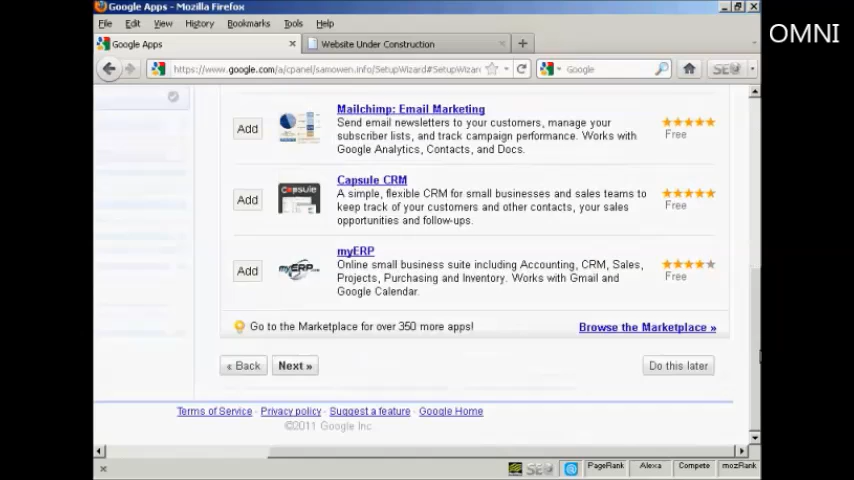 Google Apps - Mozilla Firefox
OMNI
File Edit View History Bookmarks Tools Help
Google Apps
Website Under Construction
https://www.google.com/a/cpanel/samowen.info/SetupWizard#SetupWizar
Google
SEO
Add
Mailchimp: Email Marketing
Send email newsletters to your customers, manage your
subscriber lists, and track campaign performance. Works with
Google Analytics, Contacts, and Docs.
Free
Add
Capsule
Capsule CRM
A simple, flexible CRM for small businesses and sales teams to
keep track of your customers and other contacts, your sales
opportunities and follow-ups.
Free
Add
myERP
myERP
Online small business suite including Accounting, CRM, Sales,
Projects, Purchasing and Inventory. Works with Gmail and
Google Calendar.
Free
Go to the Marketplace for over 350 more apps!
Browse the Marketplace »
« Back
Next »
Do this later
Terms of Service - Privacy policy - Suggest a feature - Google Home
©2011 Google Inc
SEO
PageRank
Alexa
Compete
mozRank